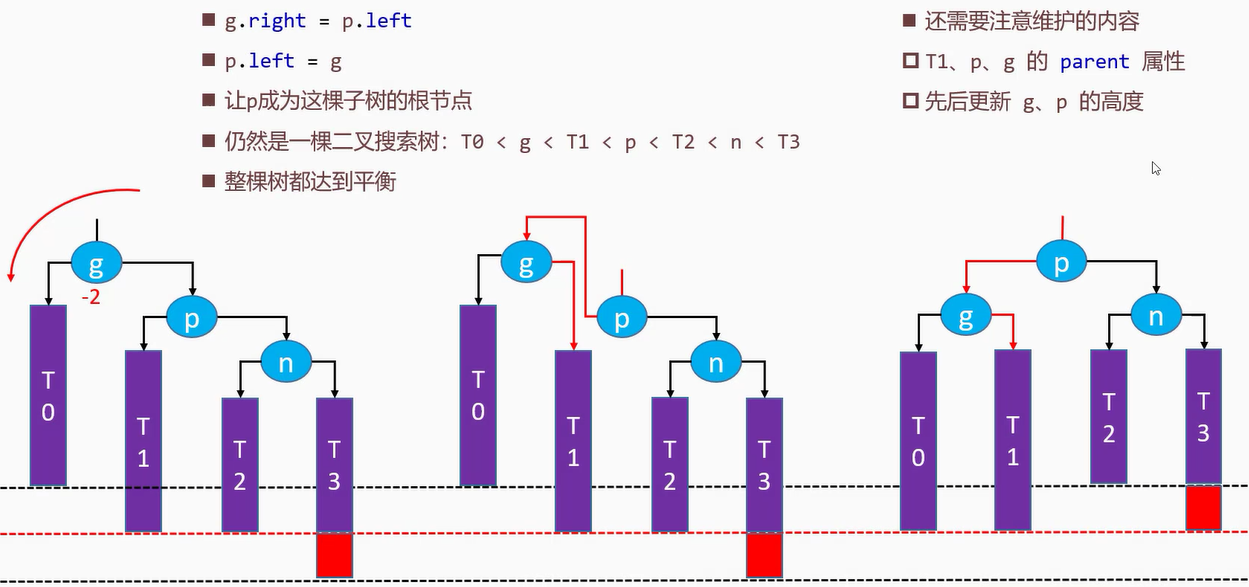 g.right = p.left
p.left = g
让p成为这棵子树的根节点
仍然是一棵二叉搜索树：T0 < g < T1 < p < T2 < n < T3
整棵树都达到平衡
还需要注意维护的内容
T1、p、g 的 parent 属性
先后更新 g、p 的高度
g
-2
p
n
T0
T1
T2
T3
g
p
n
T0
T1
T2
T3
p
g
n
T0
T1
T2
T3